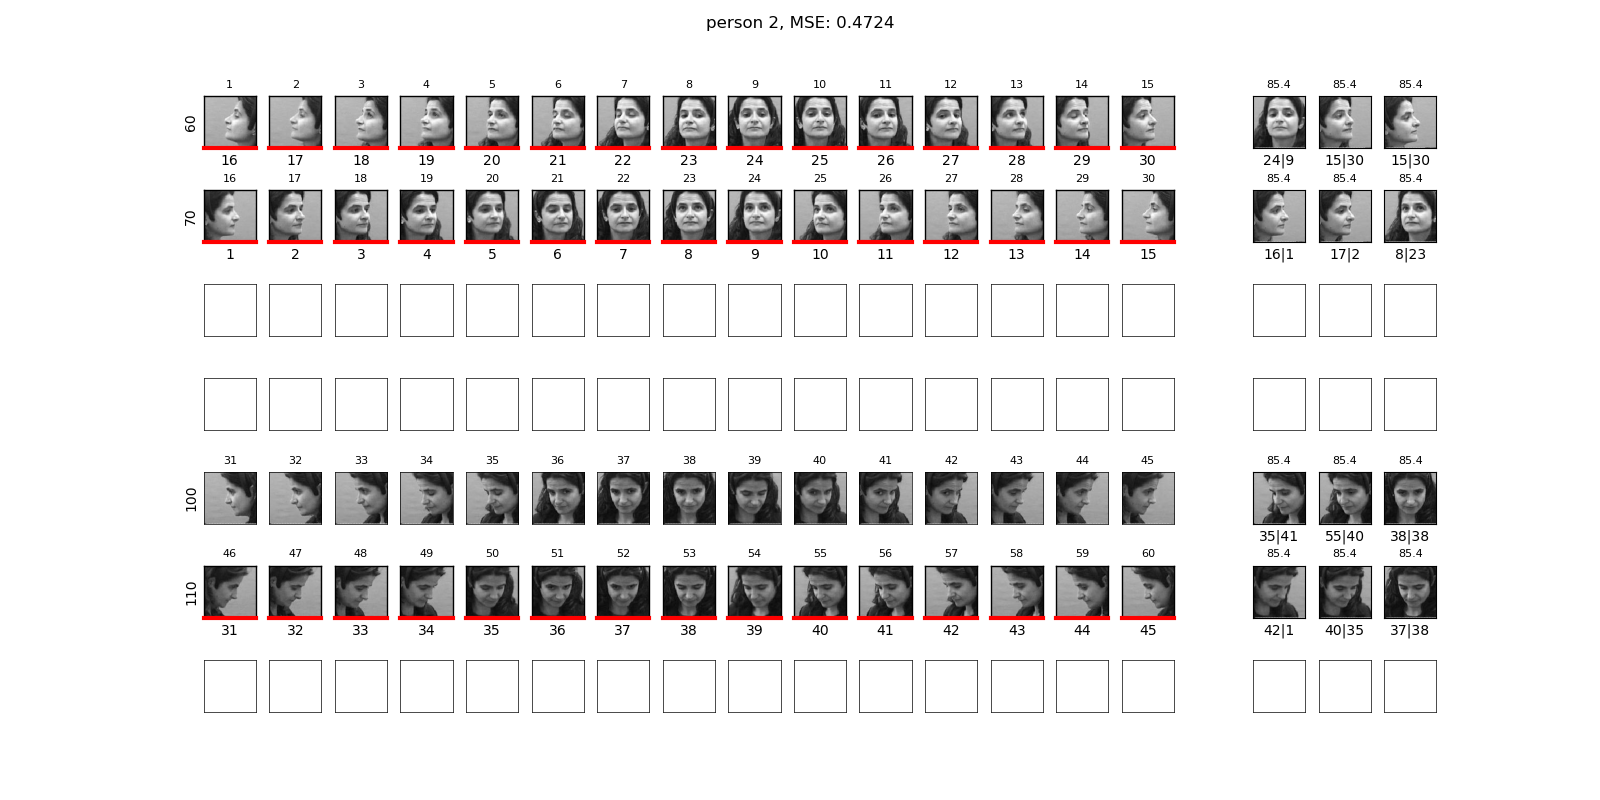 person 2, MSE: 0.4724
1 2 3 4 5 6 7 8 9 10 11 12 13 14 15 85.4 85.4 85.4
60
16 17 18 19 20 21 22 23 24 25 26 27 28 29 30 24|9 15|30 15|30
16 17 18 19 20 21 22 23 24 25 26 27 28 29 30 85.4 85.4 85.4
70
1 2 3 4 5 6 7 8 9 10 11 12 13 14 15 16|1 17|2 8|23
31 32 33 34 35 36 37 38 39 40 41 42 43 44 45 85.4 85.4 85.4
100
35|41 55|40 38|38
46 47 48 49 50 51 52 53 54 55 56 57 58 59 60 85.4 85.4 85.4
110
31 32 33 34 35 36 37 38 39 40 41 42 43 44 45 42|1 40|35 37|38